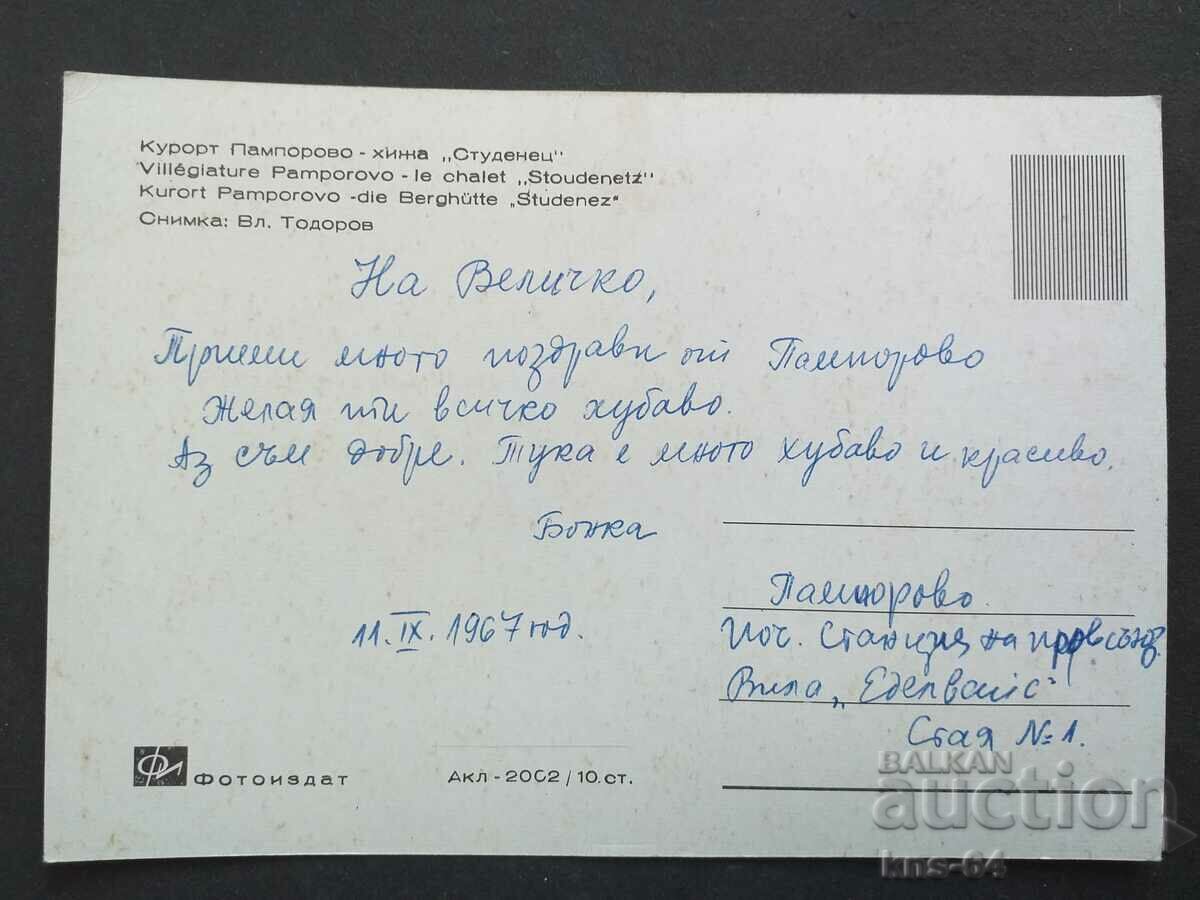 Курорт Пампорово - хижа ,,Студенец''
Villégiature Pamporovo - le chalet ,,Stoudenetz''
Kurort Pamporovo -die Berghütte „Studenez"
Снимка: Вл. Тодоров
На Величко,
Приеми много поздрави от Пампорово
Желая ти всичко хубаво.
Аз съм добре. Тука е много хубаво и красиво.
Бонка
11. IX. 1967 год.
Пампорово.
Поч. Станция на профсъюз.
Вила „Еделвайс"
Стая № 1.
ФИ Фотоиздат
Акл-2002/10.ст.
BALKAN
auction
kns-64